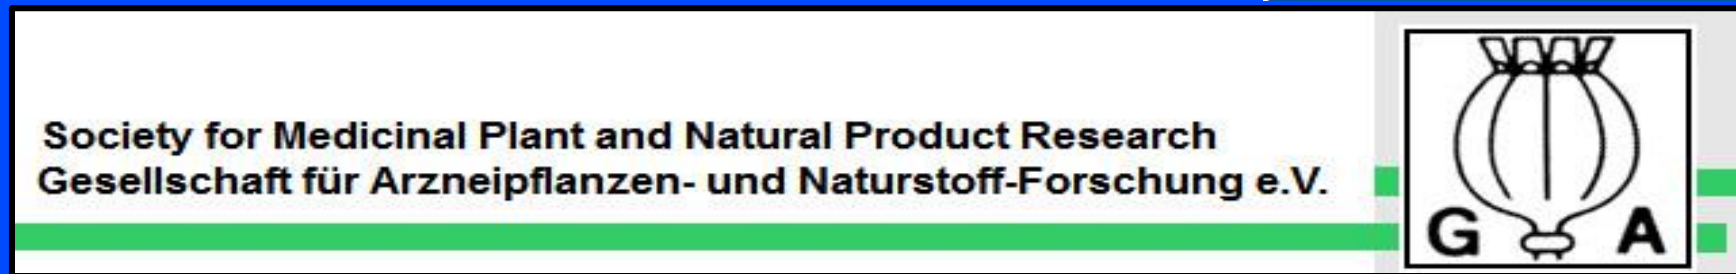 Society for Medicinal Plant and Natural Product Research
Gesellschaft für Arzneipflanzen- und Naturstoff-Forschung e.V.
G A